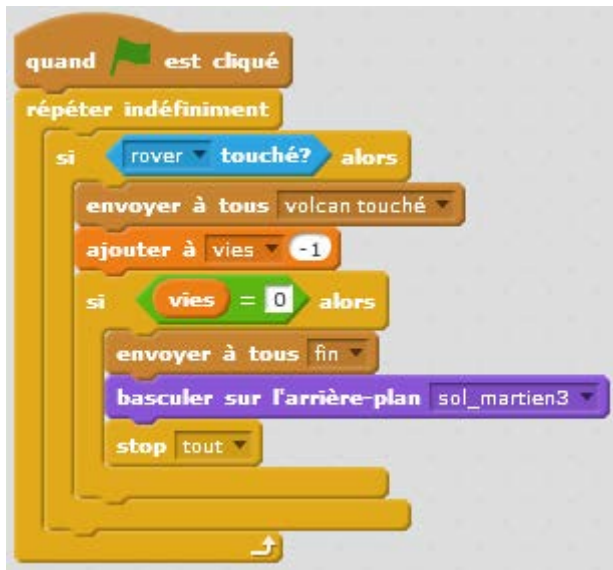 quand est cliqué
répéter indéfiniment
si rover touché? alors
envoyer à tous volcan touché
ajouter à vies -1
si vies = 0 alors
envoyer à tous fin
basculer sur l'arrière-plan sol_martien3
stop tout